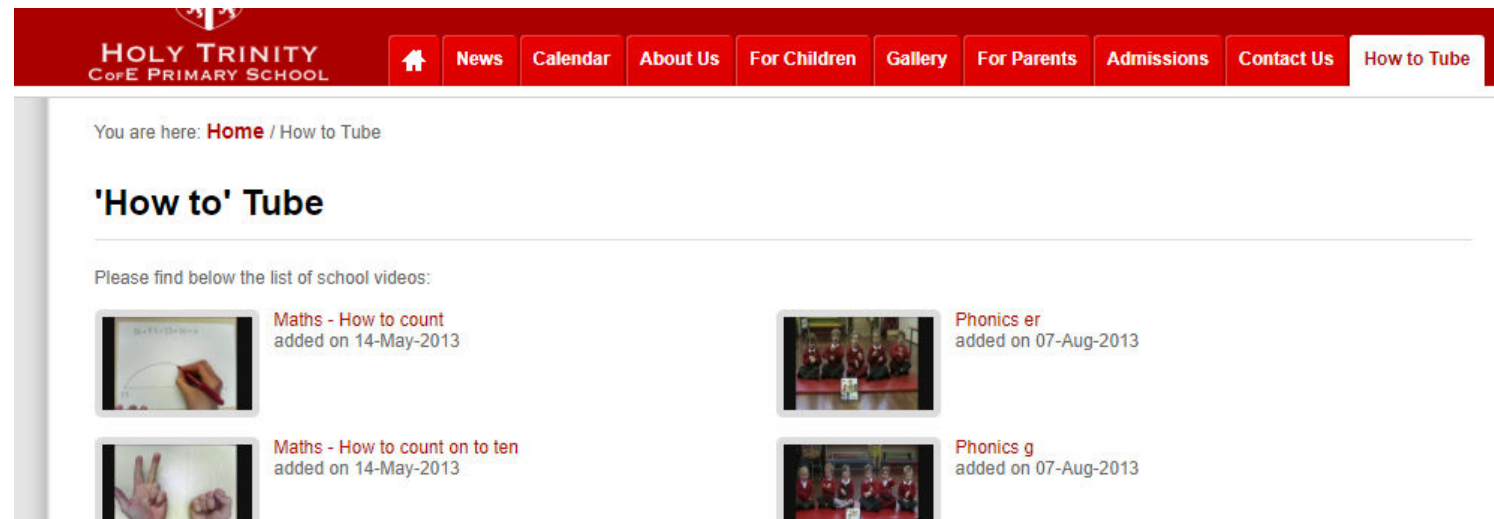 HOLY TRINITY
COFE PRIMARY SCHOOL
News
Calendar
About Us
For Children
Gallery
For Parents
Admissions
Contact Us
How to Tube
You are here: Home / How to Tube
'How to' Tube
Please find below the list of school videos:
Maths - How to count
added on 14-May-2013
Phonics er
added on 07-Aug-2013
Maths - How to count on to ten
added on 14-May-2013
Phonics g
added on 07-Aug-2013